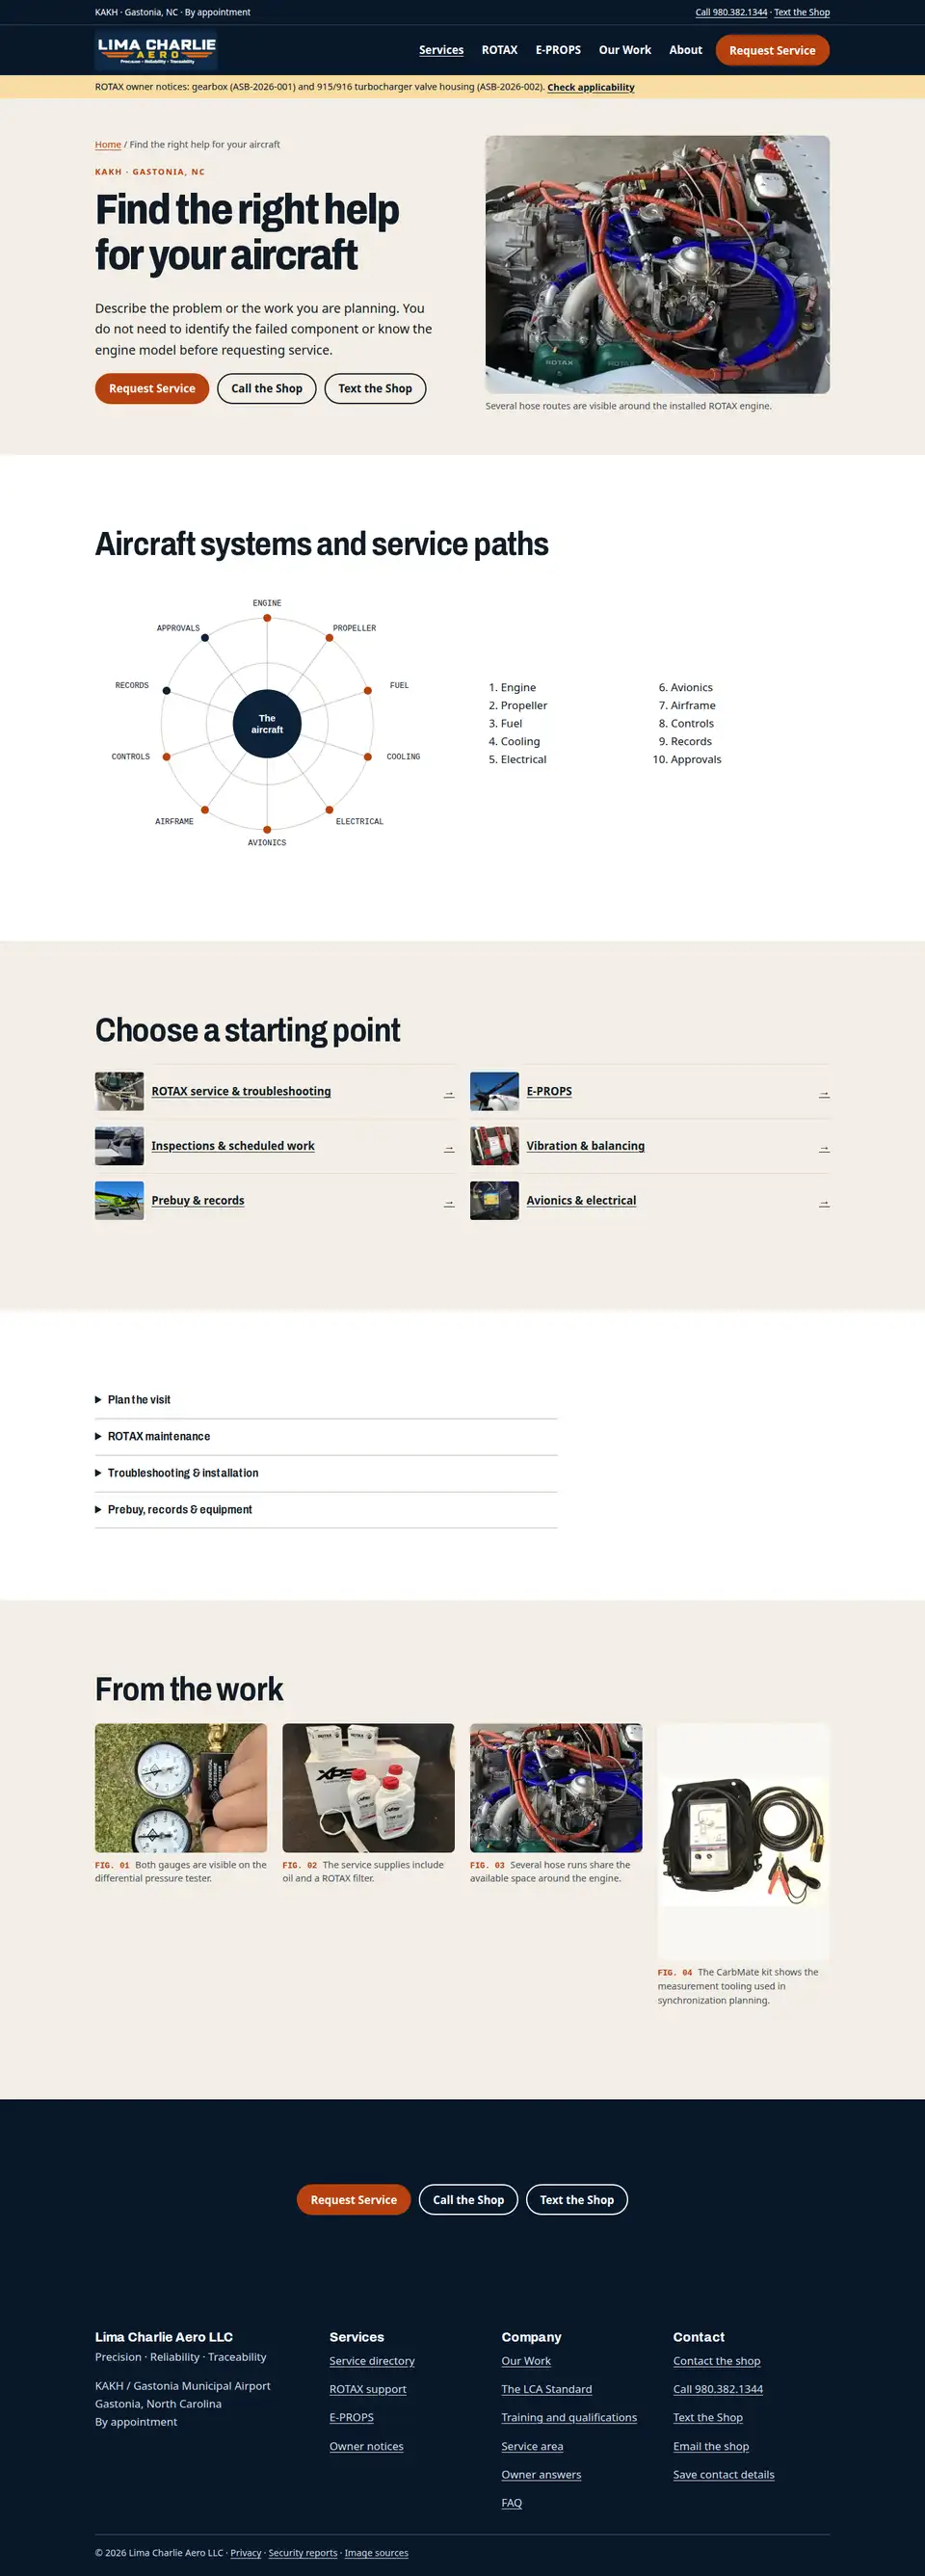 KAKH · Gastonia, NC · By appointment
Call 980.382.1344 · Text the Shop
LIMA CHARLIE
AERO
Precision · Reliability · Traceability
Services
ROTAX
E-PROPS
Our Work
About
Request Service
ROTAX owner notices: gearbox (ASB-2026-001) and 915/916 turbocharger valve housing (ASB-2026-002). Check applicability
Home / Find the right help for your aircraft
KAKH · GASTONIA, NC
Find the right help
for your aircraft
Describe the problem or the work you are planning. You
do not need to identify the failed component or know the
engine model before requesting service.
Request Service
Call the Shop
Text the Shop
ROTAX
ROTAX
Several hose routes are visible around the installed ROTAX engine.
Aircraft systems and service paths
ENGINE
APPROVALS
PROPELLER
RECORDS
FUEL
The
aircraft
CONTROLS
COOLING
AIRFRAME
ELECTRICAL
AVIONICS
1. Engine
2. Propeller
3. Fuel
4. Cooling
5. Electrical
6. Avionics
7. Airframe
8. Controls
9. Records
10. Approvals
Choose a starting point
ROTAX service & troubleshooting →
E-PROPS →
Inspections & scheduled work →
Vibration & balancing →
Prebuy & records →
Avionics & electrical →
Plan the visit
ROTAX maintenance
Troubleshooting & installation
Prebuy, records & equipment
From the work
XPS
FIG. 01 Both gauges are visible on the
differential pressure tester.
FIG. 02 The service supplies include
oil and a ROTAX filter.
FIG. 03 Several hose runs share the
available space around the engine.
FIG. 04 The CarbMate kit shows the
measurement tooling used in
synchronization planning.
Request Service
Call the Shop
Text the Shop
Lima Charlie Aero LLC
Precision · Reliability · Traceability
KAKH / Gastonia Municipal Airport
Gastonia, North Carolina
By appointment
Services
Service directory
ROTAX support
E-PROPS
Owner notices
Company
Our Work
The LCA Standard
Training and qualifications
Service area
Owner answers
FAQ
Contact
Contact the shop
Call 980.382.1344
Text the Shop
Email the shop
Save contact details
© 2026 Lima Charlie Aero LLC · Privacy · Security reports · Image sources